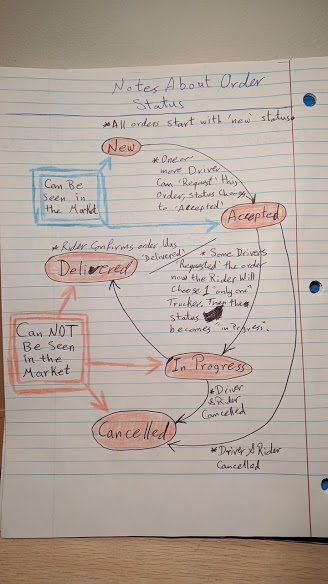 Notes About Order
Status
* All orders start with 'new' status
New
* One or
more Driver
Can 'Request' this
Order, status changes
to 'Accepted'
Can Be
Seen in
the Market
Accepted
* Rider Confirms order was
'Delivered'
Delivered
* Some Drivers
'Requested' the order
now the Rider Will
Choose 1 "only one"
Trucker. Then the
status
becomes "in Progress".
Can NOT
Be Seen
in the
Market
In Progress
* Driver
& Rider
Cancelled
Cancelled
* Driver & Rider
Cancelled